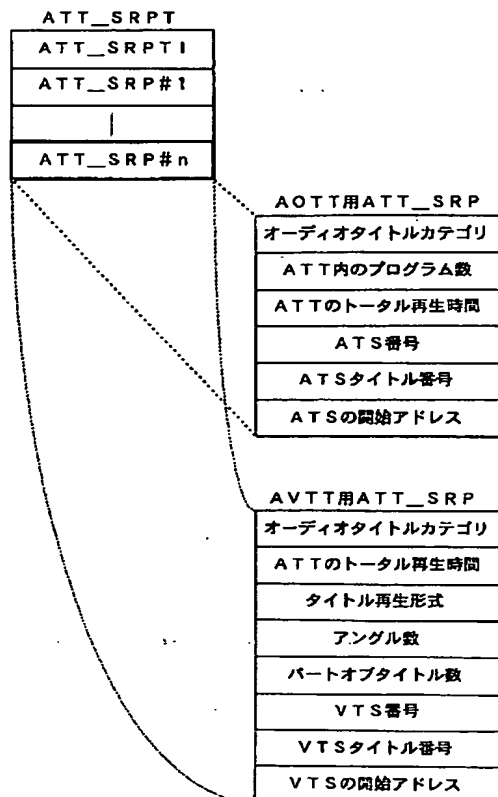 ATT_SRPT
ATT_SRPTI
ATT_SRP#1
ATT_SRP#n
AOTT用ATT_SRP
オーディオタイトルカテゴリ
ATT内のプログラム数
ATTのトータル再生時間
ATS番号
ATSタイトル番号
ATSの開始アドレス
AVTT用ATT_SRP
オーディオタイトルカテゴリ
ATTのトータル再生時間
タイトル再生形式
アングル数
パートオブタイトル数
VTS番号
VTSタイトル番号
VTSの開始アドレス